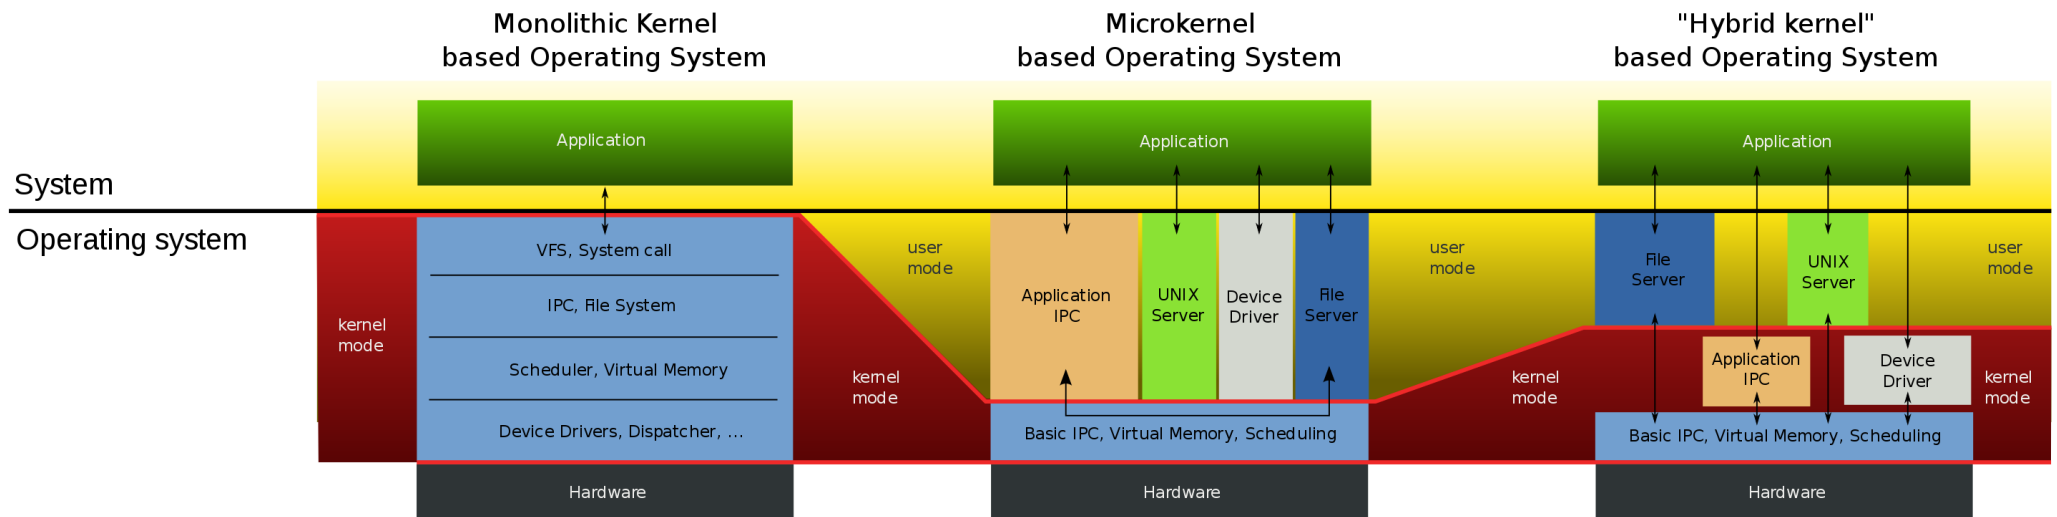 Monolithic Kernel
based Operating System
Microkernel
based Operating System
"Hybrid kernel"
based Operating System
System
Operating system
Application
VFS, System call
IPC, File System
Scheduler, Virtual Memory
Device Drivers, Dispatcher, ...
Hardware
kernel
mode
kernel
mode
user
mode
Application
Application
IPC
UNIX
Server
Device
Driver
File
Server
Basic IPC, Virtual Memory, Scheduling
Hardware
user
mode
kernel
mode
Application
File
Server
UNIX
Server
Application
IPC
Device
Driver
Basic IPC, Virtual Memory, Scheduling
Hardware
user
mode
kernel
mode